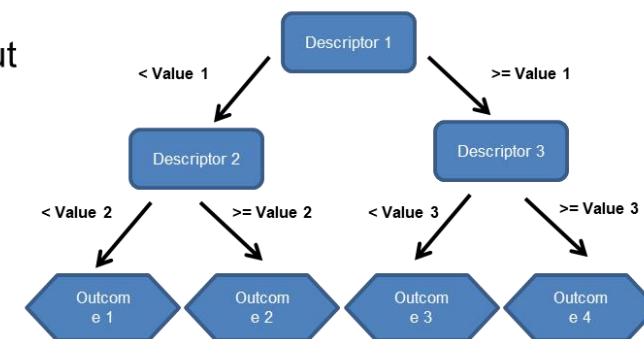 ut
Descriptor 1
< Value 1
>= Value 1
Descriptor 2
Descriptor 3
< Value 2
>= Value 2
< Value 3
>= Value 3
Outcom
e 1
Outcom
e 2
Outcom
e 3
Outcom
e 4